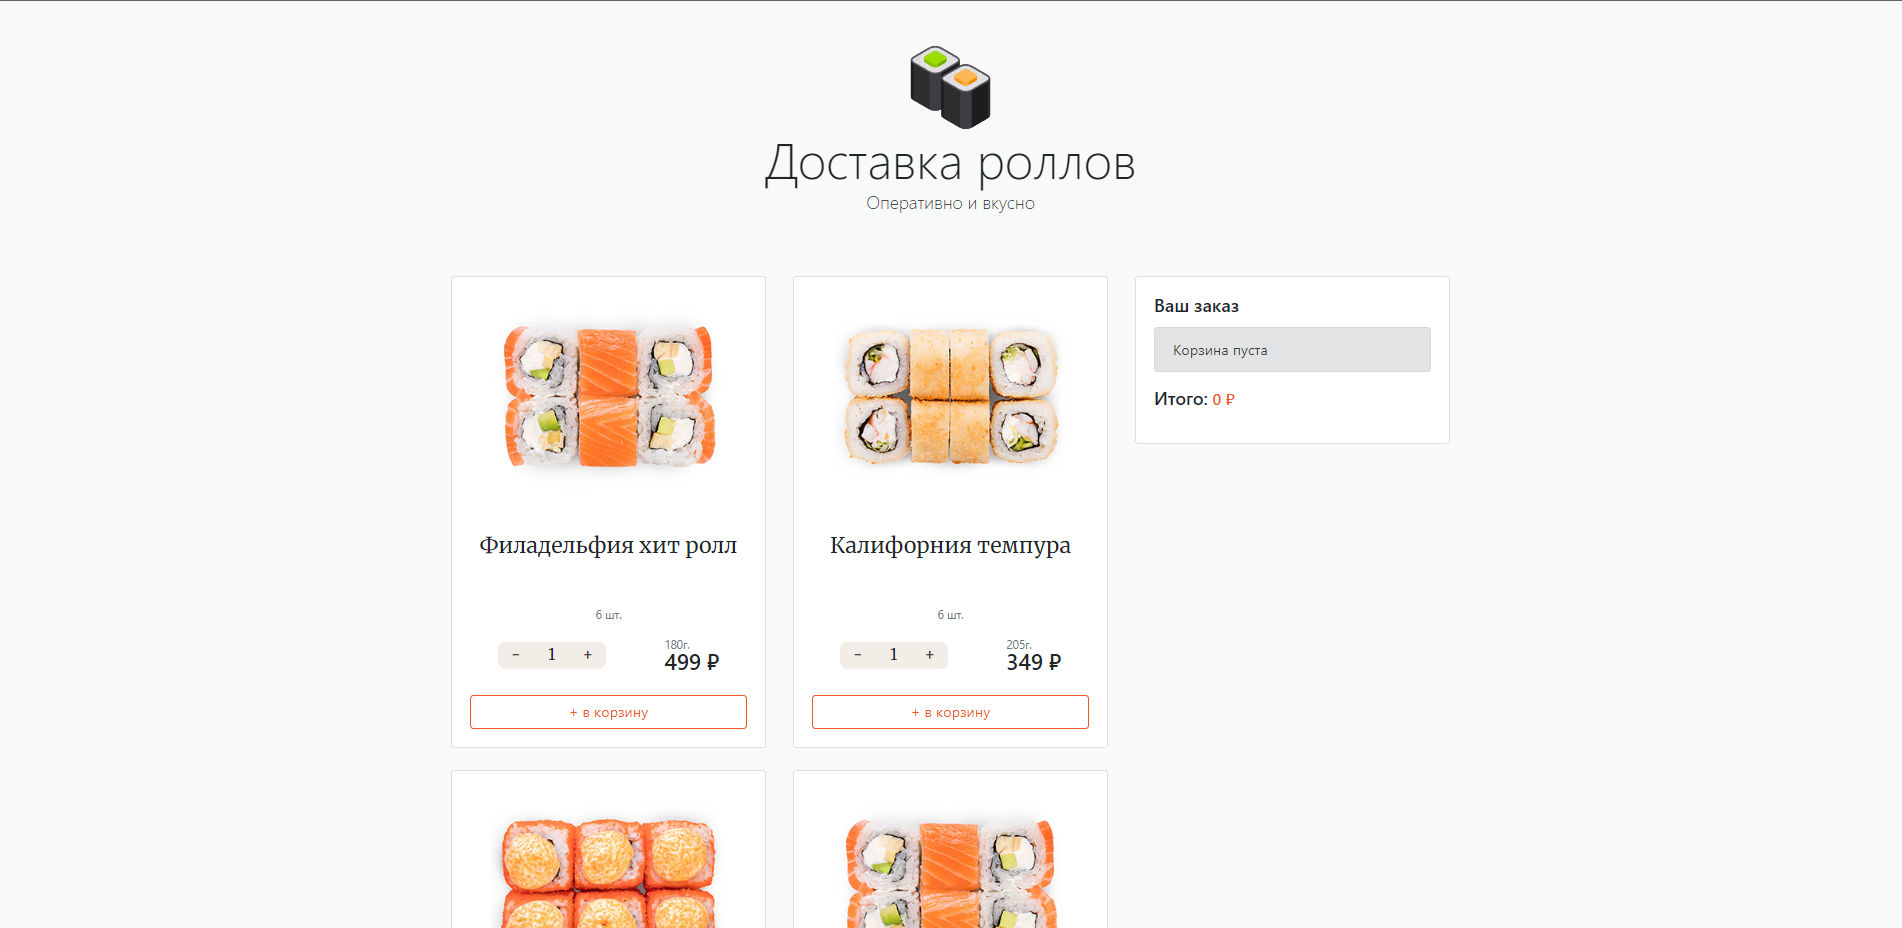 Доставка роллов
Оперативно и вкусно
Филадельфия хит ролл
6 шт.
- 1 +
180г.
499 ₽
+ в корзину
Калифорния темпура
6 шт.
- 1 +
205г.
349 ₽
+ в корзину
Ваш заказ
Корзина пуста
Итого: 0 ₽